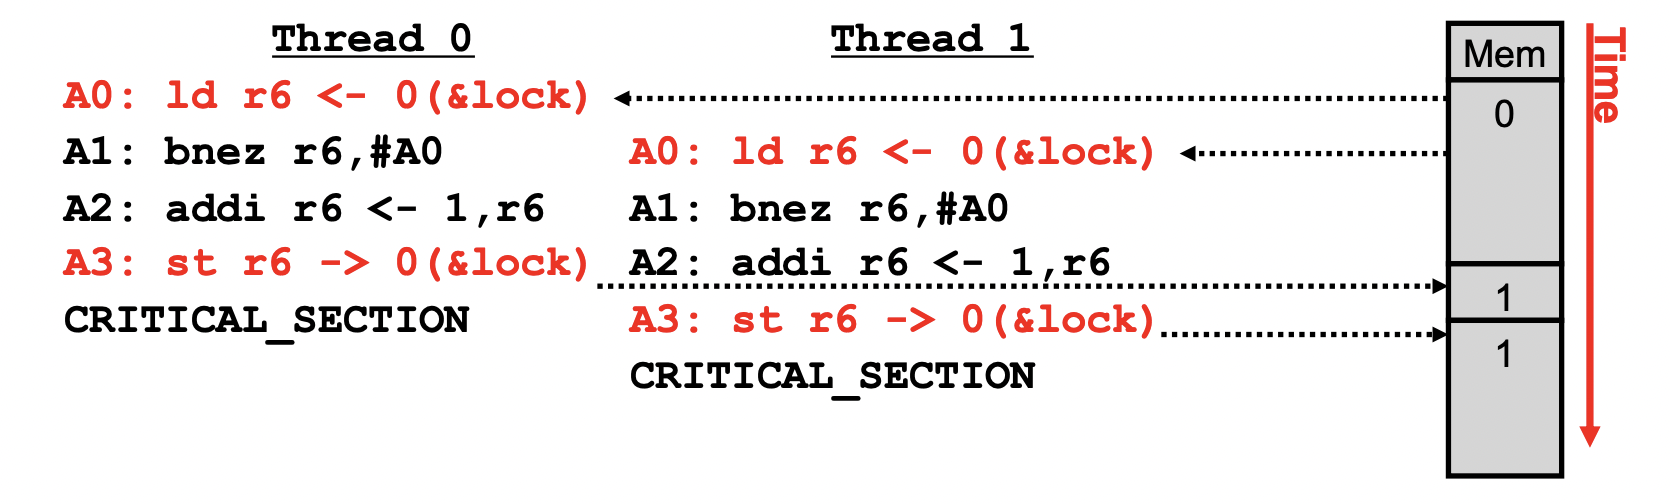 Thread 0
A0: ld r6 <- 0(&lock)
A1: bnez r6,#A0
A2: addi r6 <- 1,r6
A3: st r6 -> 0(&lock)
CRITICAL_SECTION
Thread 1
A0: ld r6 <- 0(&lock)
A1: bnez r6,#A0
A2: addi r6 <- 1,r6
A3: st r6 -> 0(&lock)
CRITICAL_SECTION
Mem
0
1
1
Time